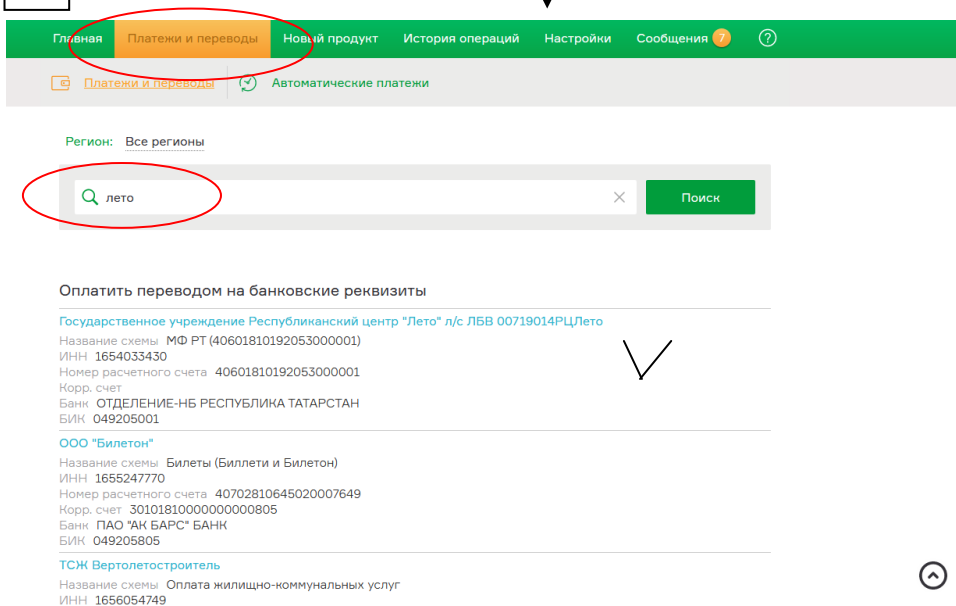 Главная Платежи и переводы Новый продукт История операций Настройки Сообщения 7 ?
Платежи и переводы Автоматические платежи
Регион: Все регионы
лето Поиск
Оплатить переводом на банковские реквизиты
Государственное учреждение Республиканский центр "Лето" л/с ЛБВ 00719014РЦЛето
Название схемы МФ РТ (40601810192053000001)
ИНН 1654033430
Номер расчетного счета 40601810192053000001
Корр. счет
Банк ОТДЕЛЕНИЕ-НБ РЕСПУБЛИКА ТАТАРСТАН
БИК 049205001
ООО "Билетон"
Название схемы Билеты (Биллети и Билетон)
ИНН 1655247770
Номер расчетного счета 40702810645020007649
Корр. счет 30101810000000000805
Банк ПАО "АК БАРС" БАНК
БИК 049205805
ТСЖ Вертолетостроитель
Название схемы Оплата жилищно-коммунальных услуг
ИНН 1656054749